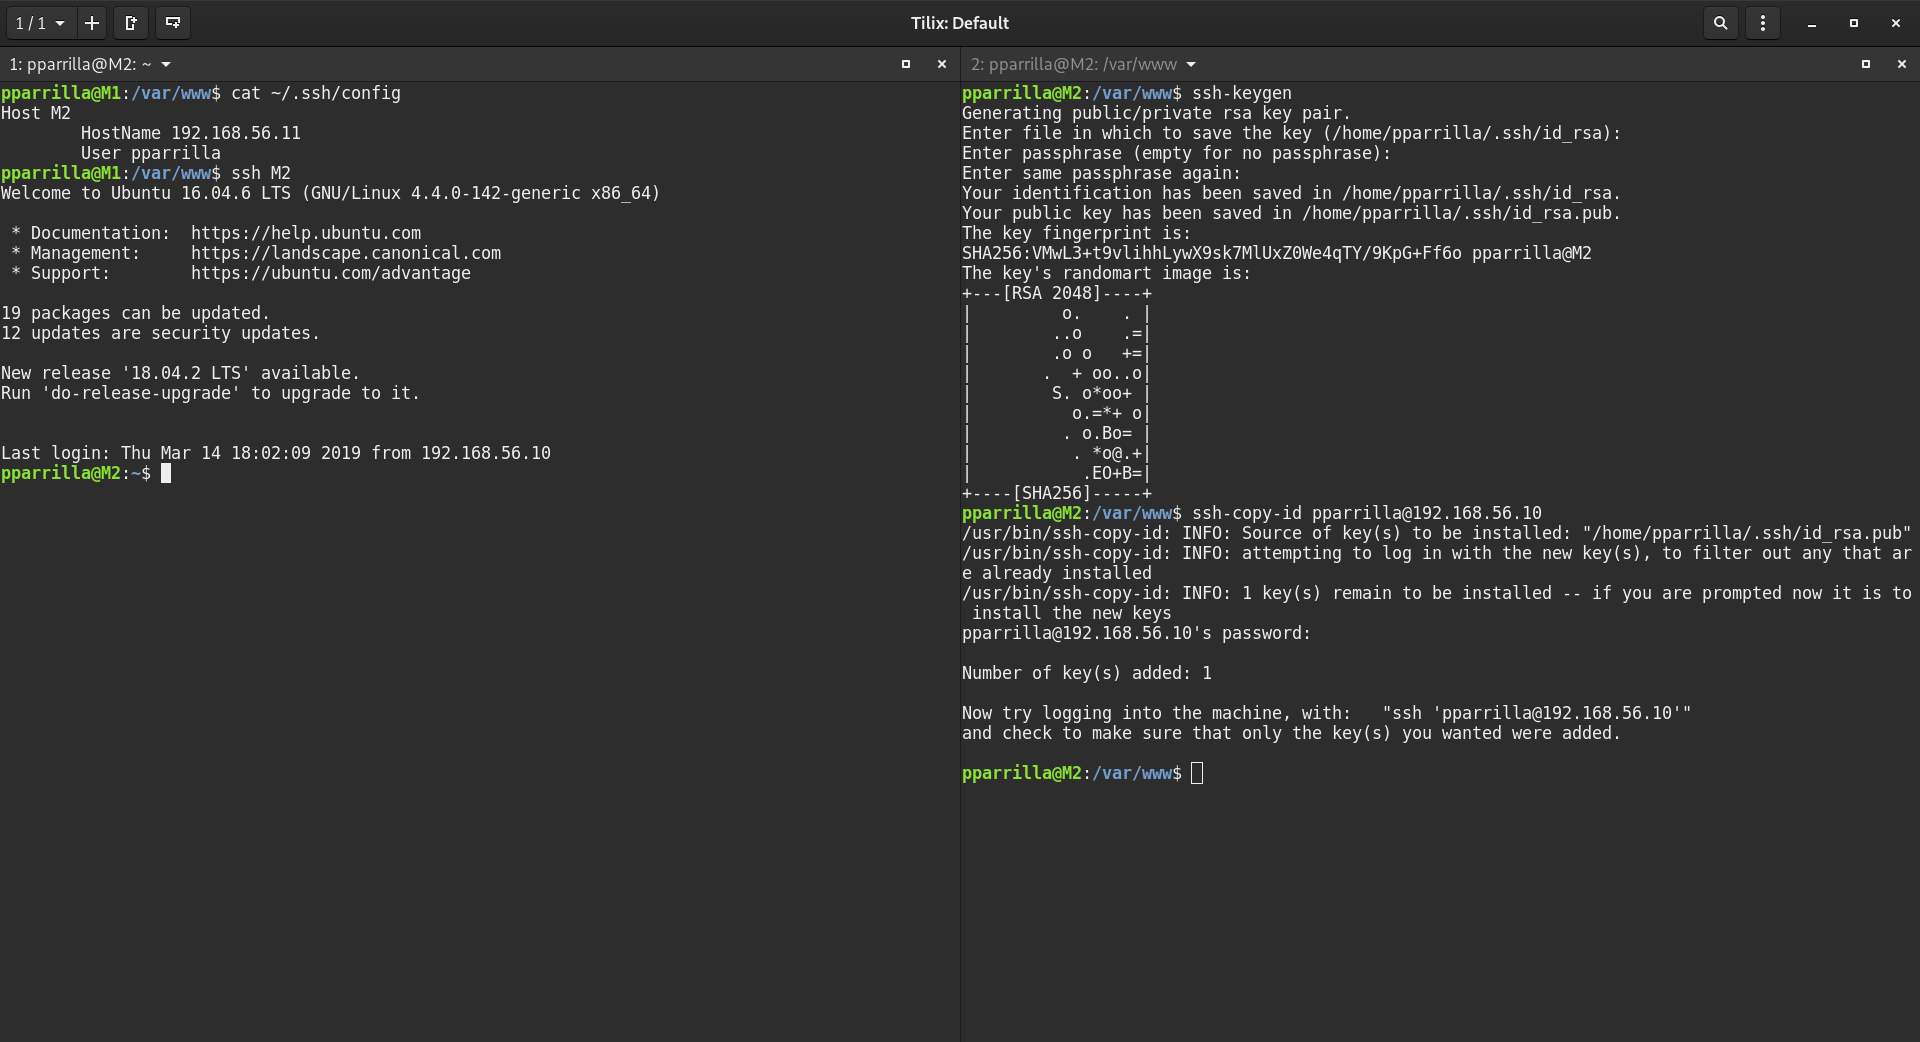 1 / 1
Tilix: Default
1: pparrilla@M2: ~
pparrilla@M1:/var/www$ cat ~/.ssh/config
Host M2
        HostName 192.168.56.11
        User pparrilla
pparrilla@M1:/var/www$ ssh M2
Welcome to Ubuntu 16.04.6 LTS (GNU/Linux 4.4.0-142-generic x86_64)

 * Documentation:  https://help.ubuntu.com
 * Management:     https://landscape.canonical.com
 * Support:        https://ubuntu.com/advantage

19 packages can be updated.
12 updates are security updates.

New release '18.04.2 LTS' available.
Run 'do-release-upgrade' to upgrade to it.


Last login: Thu Mar 14 18:02:09 2019 from 192.168.56.10
pparrilla@M2:~$
2: pparrilla@M2: /var/www
pparrilla@M2:/var/www$ ssh-keygen
Generating public/private rsa key pair.
Enter file in which to save the key (/home/pparrilla/.ssh/id_rsa):
Enter passphrase (empty for no passphrase):
Enter same passphrase again:
Your identification has been saved in /home/pparrilla/.ssh/id_rsa.
Your public key has been saved in /home/pparrilla/.ssh/id_rsa.pub.
The key fingerprint is:
SHA256:VMwL3+t9vlihhLywX9sk7MlUxZ0We4qTY/9KpG+Ff6o pparrilla@M2
The key's randomart image is:
+---[RSA 2048]----+
|         o.    . |
|        ..o    .=|
|        .o o   +=|
|       .  + oo..o|
|        S. o*oo+ |
|          o.=*+ o|
|         . o.Bo= |
|          . *o@.+|
|           .EO+B=|
+----[SHA256]-----+
pparrilla@M2:/var/www$ ssh-copy-id pparrilla@192.168.56.10
/usr/bin/ssh-copy-id: INFO: Source of key(s) to be installed: "/home/pparrilla/.ssh/id_rsa.pub"
/usr/bin/ssh-copy-id: INFO: attempting to log in with the new key(s), to filter out any that ar
e already installed
/usr/bin/ssh-copy-id: INFO: 1 key(s) remain to be installed -- if you are prompted now it is to
 install the new keys
pparrilla@192.168.56.10's password:

Number of key(s) added: 1

Now try logging into the machine, with:   "ssh 'pparrilla@192.168.56.10'"
and check to make sure that only the key(s) you wanted were added.

pparrilla@M2:/var/www$